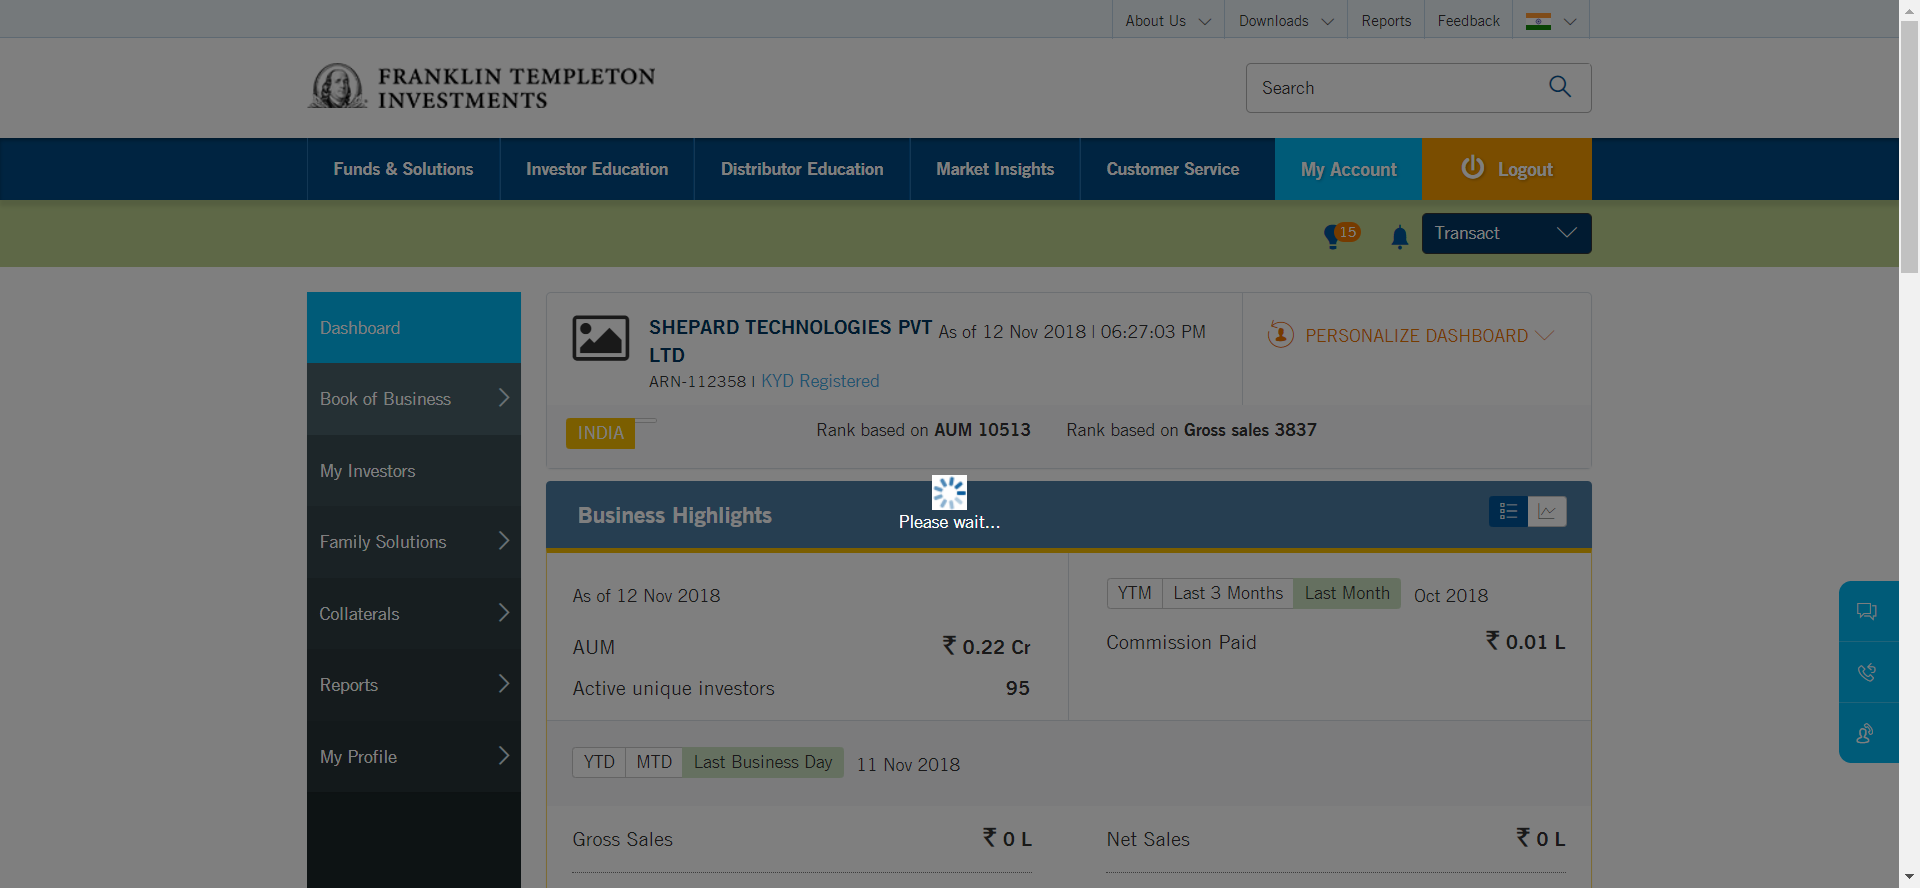 About Us
Downloads
Reports
Feedback
FRANKLIN TEMPLETON
INVESTMENTS
Search
Funds & Solutions
Investor Education
Distributor Education
Market Insights
Customer Service
My Account
Logout
15
Transact
Dashboard
Book of Business
My Investors
Family Solutions
Collaterals
Reports
My Profile
SHEPARD TECHNOLOGIES PVT LTD
As of 12 Nov 2018 | 06:27:03 PM
ARN-112358 | KYD Registered
PERSONALIZE DASHBOARD
INDIA
Rank based on AUM 10513
Rank based on Gross sales 3837
Business Highlights
Please wait...
As of 12 Nov 2018
AUM
₹ 0.22 Cr
Active unique investors
95
YTM
Last 3 Months
Last Month
Oct 2018
Commission Paid
₹ 0.01 L
YTD
MTD
Last Business Day
11 Nov 2018
Gross Sales
₹ 0 L
Net Sales
₹ 0 L